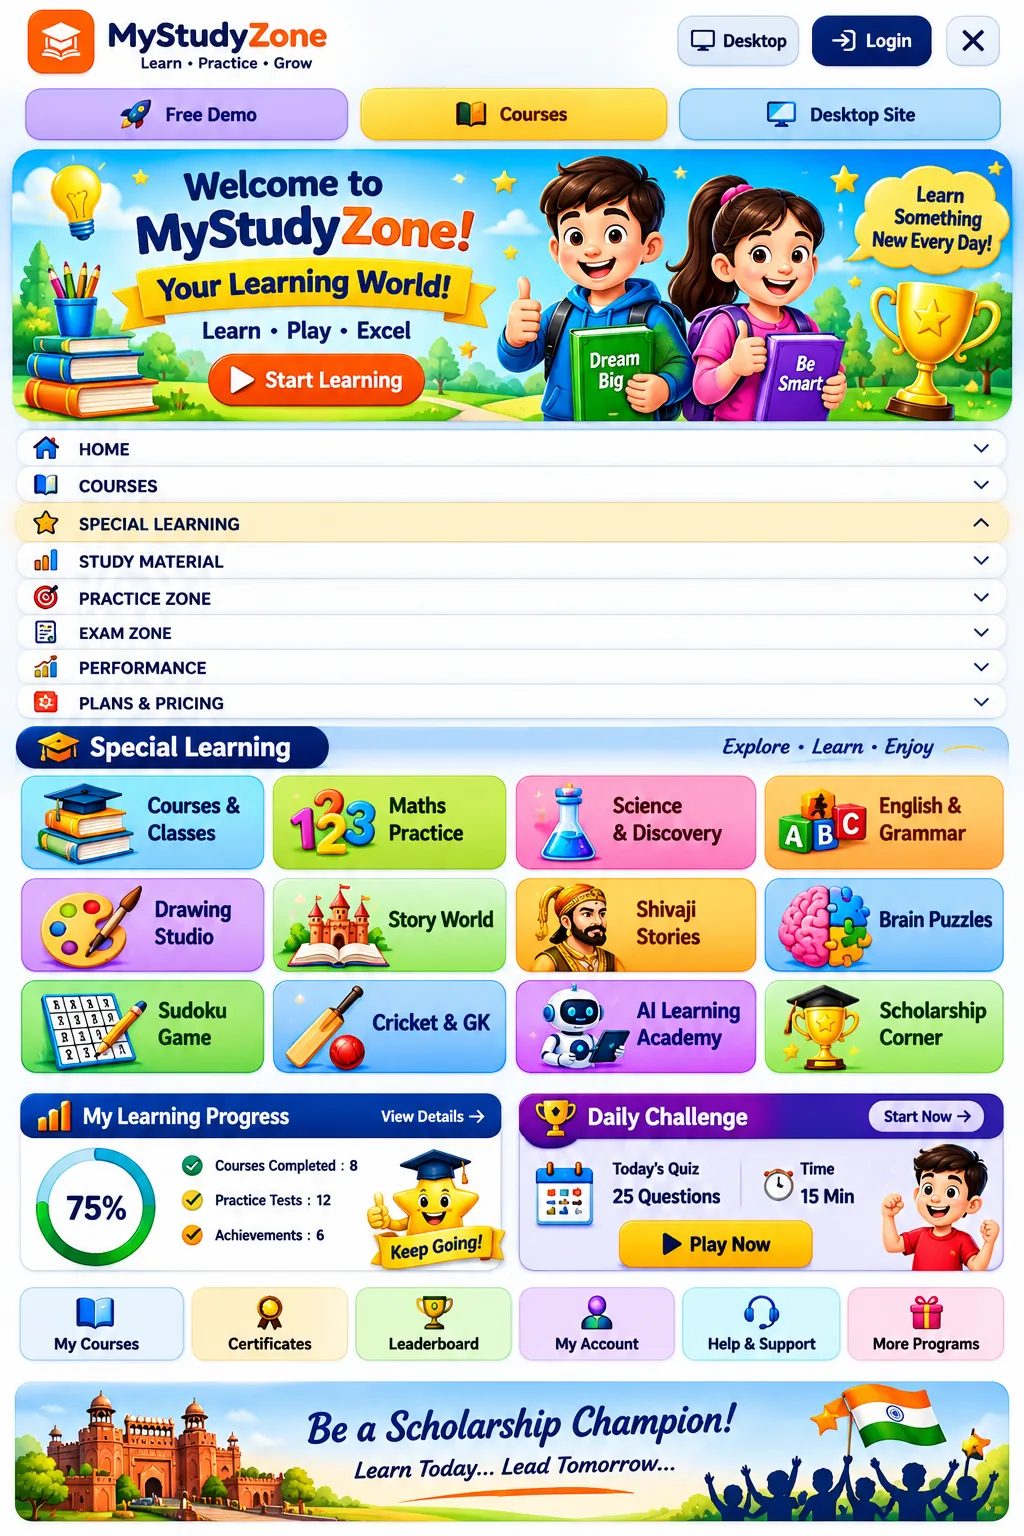 MyStudyZone
Learn • Practice • Grow
Desktop
Login
Free Demo
Courses
Desktop Site
Welcome to
MyStudyZone!
Your Learning World!
Learn • Play • Excel
Start Learning
Dream
Big
Be
Smart
Learn
Something
New Every Day!
HOME
COURSES
SPECIAL LEARNING
STUDY MATERIAL
PRACTICE ZONE
EXAM ZONE
PERFORMANCE
PLANS & PRICING
Special Learning
Explore • Learn • Enjoy
Courses &
Classes
123
Maths
Practice
Science
& Discovery
A B C
English &
Grammar
Drawing
Studio
Story World
Shivaji
Stories
Brain Puzzles
Sudoku
Game
Cricket & GK
AI Learning
Academy
Scholarship
Corner
My Learning Progress
View Details →
75%
Courses Completed : 8
Practice Tests : 12
Achievements : 6
Keep Going!
Daily Challenge
Start Now →
Today's Quiz
25 Questions
Time
15 Min
Play Now
My Courses
Certificates
Leaderboard
My Account
Help & Support
More Programs
Be a Scholarship Champion!
Learn Today... Lead Tomorrow...